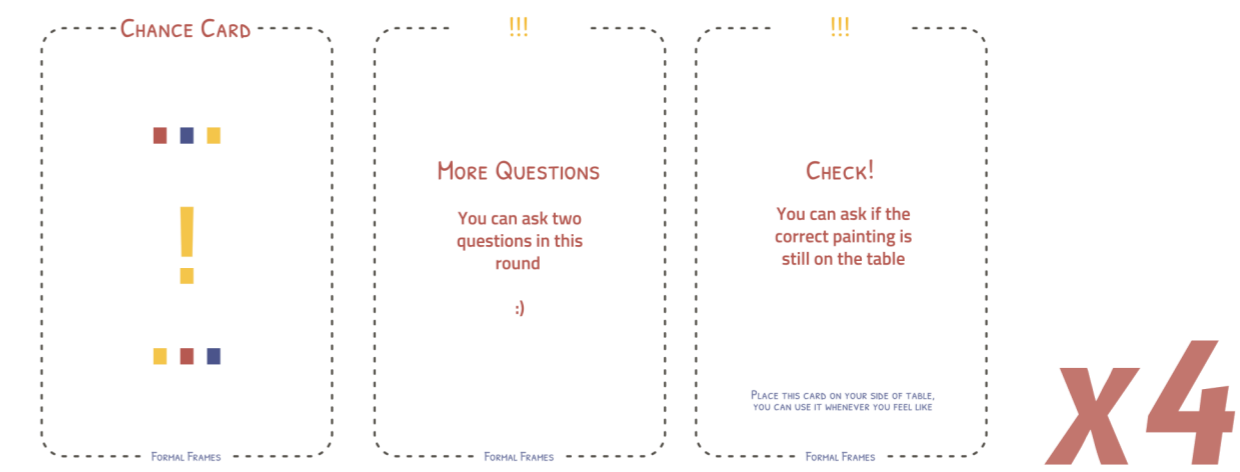 CHANCE CARD
!
FORMAL FRAMES
!!!
MORE QUESTIONS
You can ask two
questions in this
round
:)
FORMAL FRAMES
!!!
CHECK!
You can ask if the
correct painting is
still on the table
PLACE THIS CARD ON YOUR SIDE OF TABLE,
YOU CAN USE IT WHENEVER YOU FEEL LIKE
FORMAL FRAMES
x4